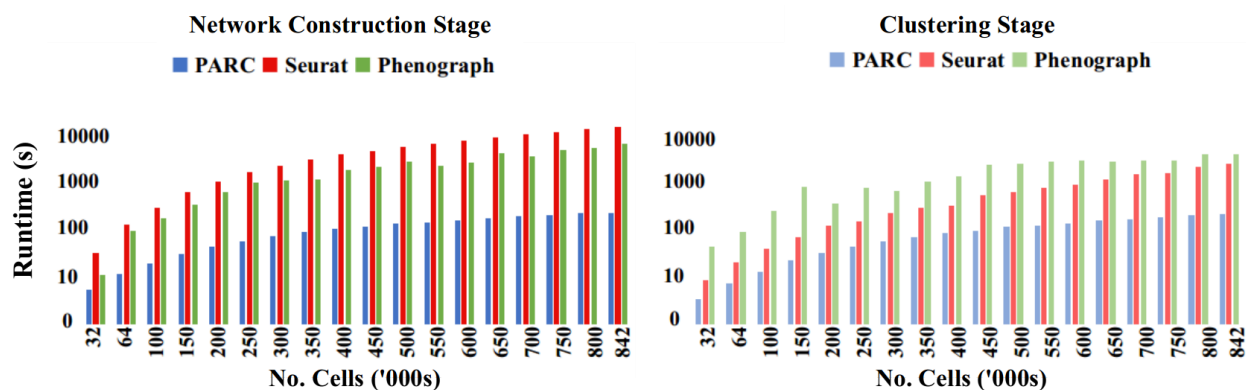 Network Construction Stage
PARC Seurat Phenograph
Runtime (s)
10000
1000
100
10
0
32 64 100 150 200 250 300 350 400 450 500 550 600 650 700 750 800 842
No. Cells ('000s)
Clustering Stage
PARC Seurat Phenograph
10000
1000
100
10
0
32 64 100 150 200 250 300 350 400 450 500 550 600 650 700 750 800 842
No. Cells ('000s)